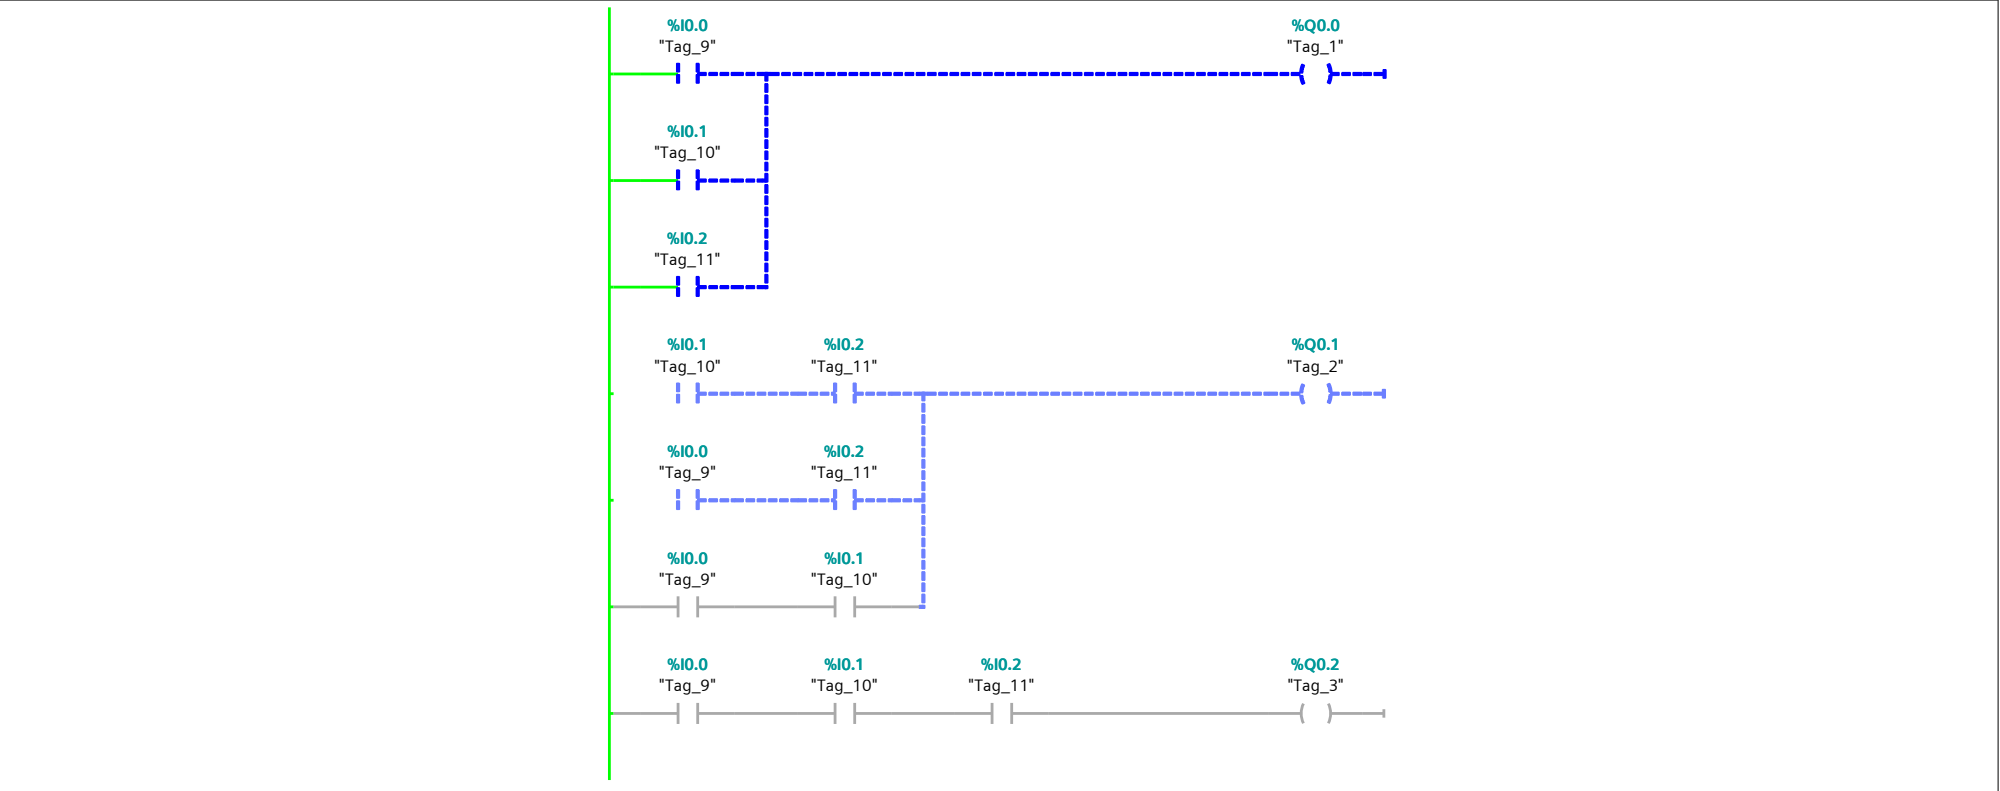 %I0.0 %Q0.0
"Tag_9" "Tag_1"
%I0.1
"Tag_10"
%I0.2
"Tag_11"
%I0.1 %I0.2 %Q0.1
"Tag_10" "Tag_11" "Tag_2"
%I0.0 %I0.2
"Tag_9" "Tag_11"
%I0.0 %I0.1
"Tag_9" "Tag_10"
%I0.0 %I0.1 %I0.2 %Q0.2
"Tag_9" "Tag_10" "Tag_11" "Tag_3"